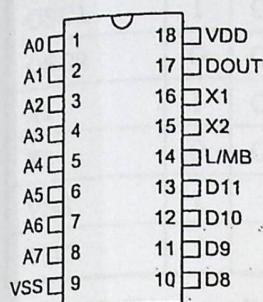 A0 1 18 VDD
A1 2 17 DOUT
A2 3 16 X1
A3 4 15 X2
A4 5 14 L/MB
A5 6 13 D11
A6 7 12 D10
A7 8 11 D9
VSS 9 10 D8